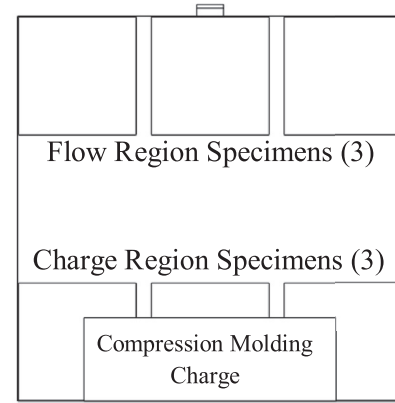 Flow Region Specimens (3)
Charge Region Specimens (3)
Compression Molding
Charge